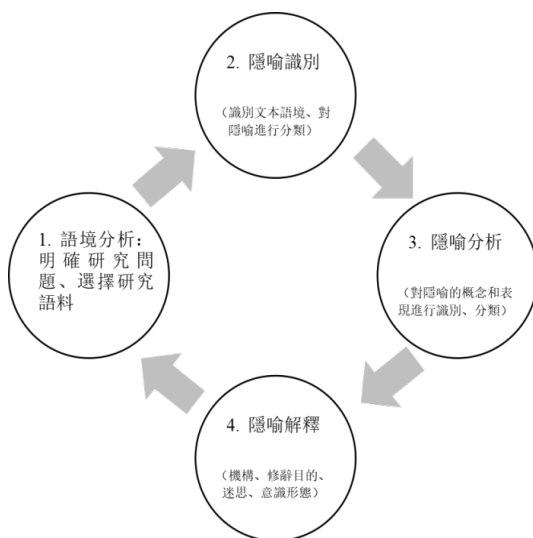 1. 語境分析：
明確研究問
題、選擇研究
語料
2. 隱喻識別
（識別文本語境、對
隱喻進行分類）
3. 隱喻分析
（對隱喻的概念和表
現進行識別、分類）
4. 隱喻解釋
（機構、修辭目的、
迷思、意識形態）